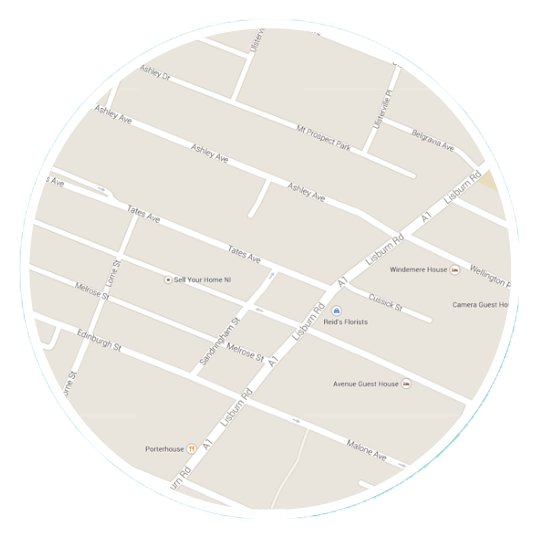 Ulsterv
Ashley Dr
Ulsterville Pl
Ashley Ave
Mt Prospect Park
Belgravia Ave
Ashley Ave
Ashley Ave
Lisburn Rd
s Ave
Tates Ave
A1
Lisburn Rd
Tates Ave
Windermere House
Wellington P
Lorne St
Sell Your Home NI
A1
Melrose St
Cussick St
Camera Guest Ho
Lisburn Rd
Reid's Florists
Sandringham St
Edinburgh St
Melrose St
A1
orne St
Avenue Guest House
Lisburn Rd
A1
Porterhouse
Malone Ave
urn Rd